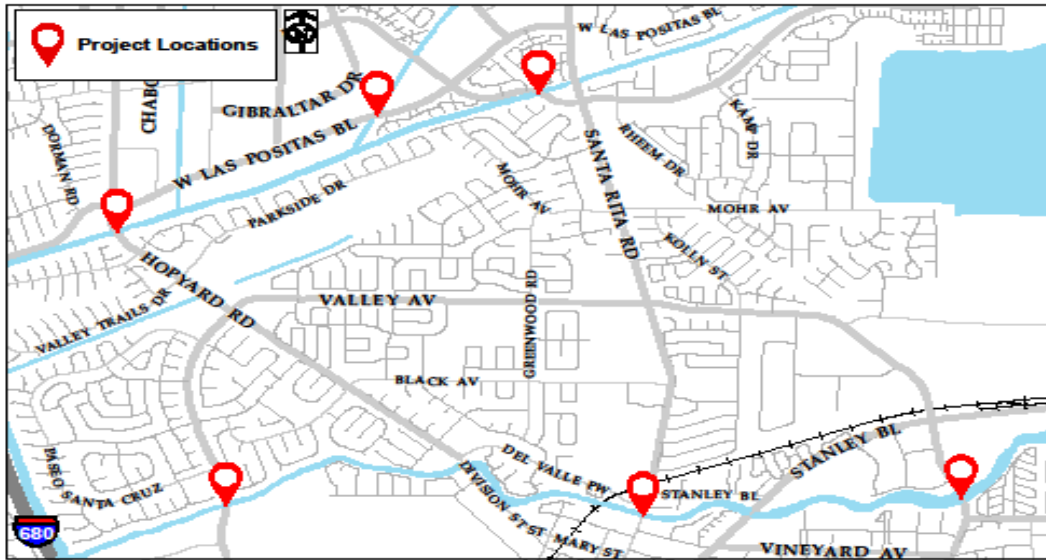 Project Locations
W LAS POSITAS BL
CHABO
GIBRALTAR DR
DORMAN RD
W LAS POSITAS BL
KAMP DR
RHEEM DR
SANTA RITA RD
PARKSIDE DR
MOHR AV
MOHR AV
KOLLN ST
HOPYARD RD
VALLEY AV
GREENWOOD RD
VALLEY TRAILS DR
BLACK AV
PASEO SANTA CRUZ
DEL VALLE PW
DIVISION ST
ST MARY ST
STANLEY BL
STANLEY BL
680
VINEYARD AV